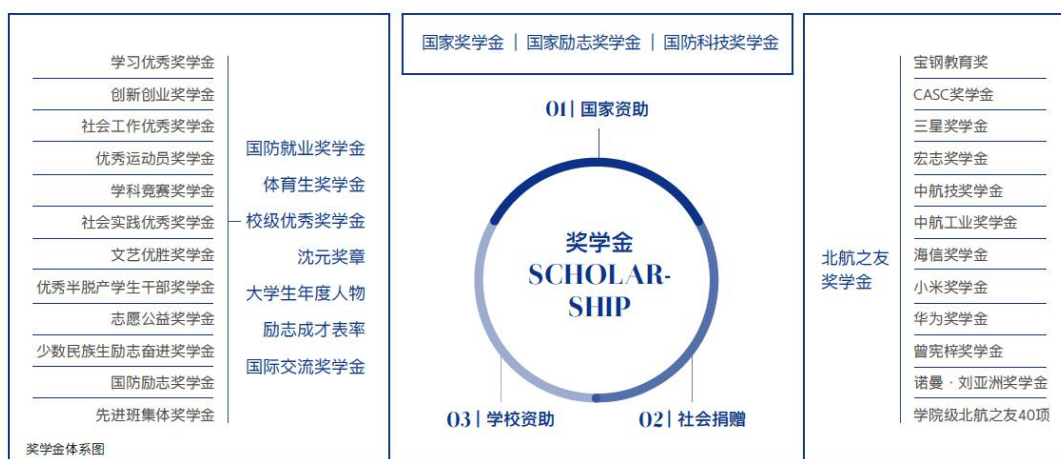 学习优秀奖学金
创新创业奖学金
社会工作优秀奖学金
优秀运动员奖学金
学科竞赛奖学金
社会实践优秀奖学金
文艺优胜奖学金
优秀半脱产学生干部奖学金
志愿公益奖学金
少数民族生励志奋进奖学金
国防励志奖学金
先进班集体奖学金
国防就业奖学金
体育生奖学金
校级优秀奖学金
沈元奖章
大学生年度人物
励志成才表率
国际交流奖学金
奖学金体系图
国家奖学金 | 国家励志奖学金 | 国防科技奖学金
01 | 国家资助
奖学金
SCHOLAR-
SHIP
03 | 学校资助
02 | 社会捐赠
北航之友
奖学金
宝钢教育奖
CASC奖学金
三星奖学金
宏志奖学金
中航技奖学金
中航工业奖学金
海信奖学金
小米奖学金
华为奖学金
曾宪梓奖学金
诺曼·刘亚洲奖学金
学院级北航之友40项